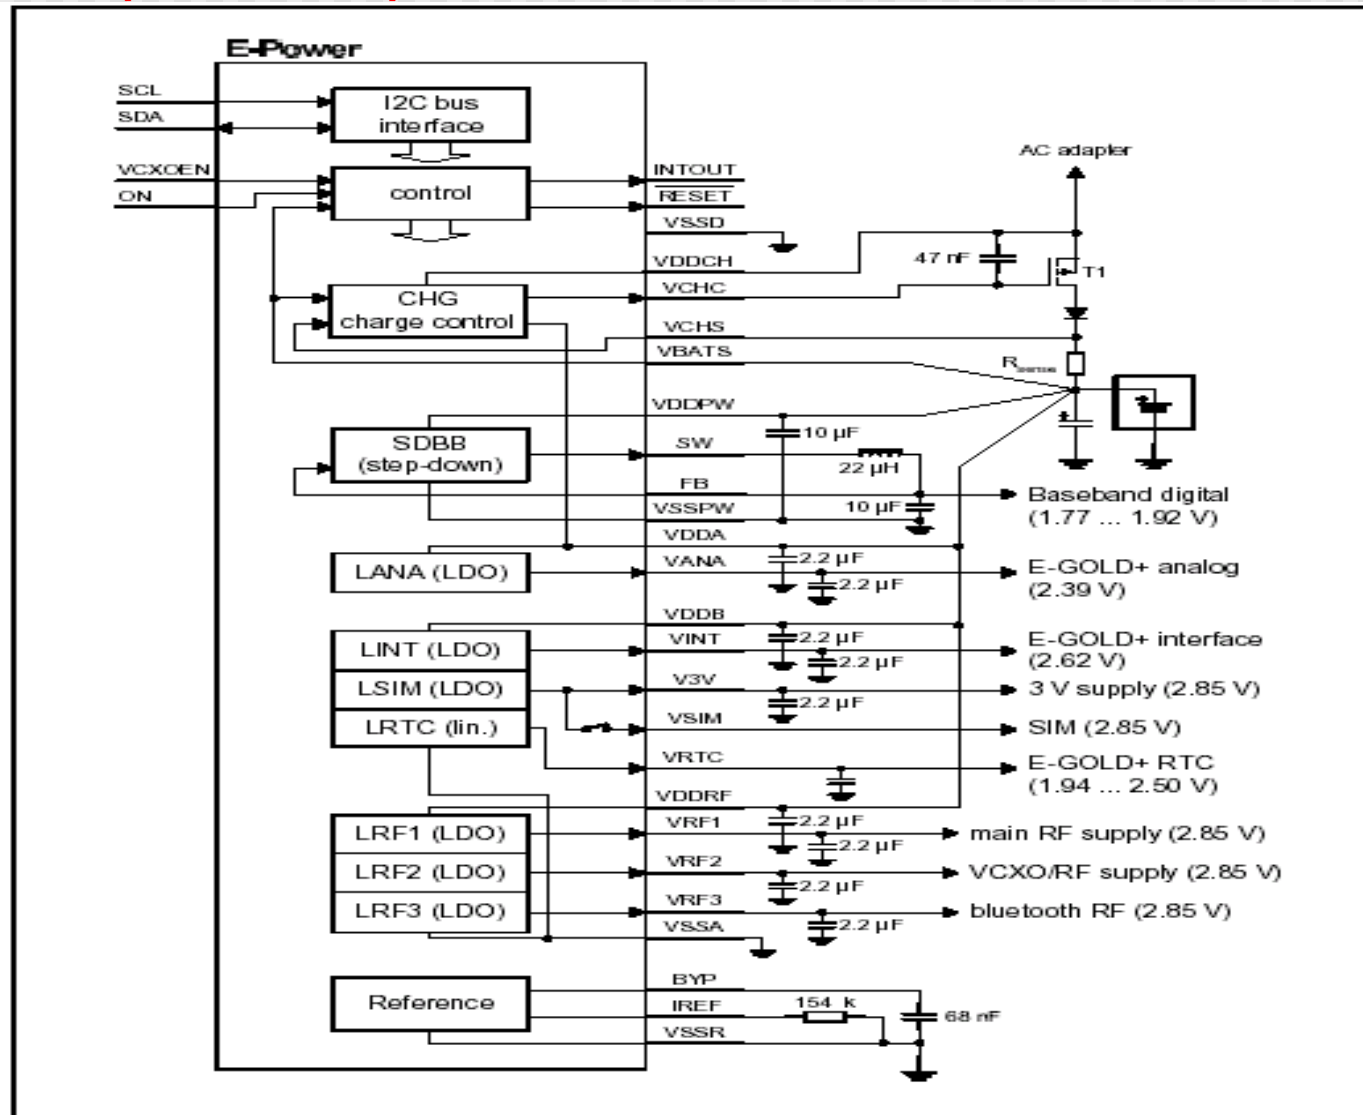 E-Power
SCL
SDA
I2C bus
interface
VCXOEN
ON
control
INTOUT
RESET
VSSD
AC adapter
VDDCH
47 nF
T1
VCHC
CHG
charge control
VCHS
VBATS
Rsense
VDDPW
10 µF
SDBB
(step-down)
SW
22 µH
FB
10 µF
Baseband digital
(1.77 ... 1.92 V)
VSSPW
VDDA
2.2 µF
LANA (LDO)
VANA
2.2 µF
E-GOLD+ analog
(2.39 V)
VDDB
2.2 µF
LINT (LDO)
VINT
2.2 µF
E-GOLD+ interface
(2.62 V)
LSIM (LDO)
V3V
2.2 µF
3 V supply (2.85 V)
LRTC (lin.)
VSIM
SIM (2.85 V)
VRTC
E-GOLD+ RTC
(1.94 ... 2.50 V)
VDDRF
2.2 µF
LRF1 (LDO)
VRF1
2.2 µF
main RF supply (2.85 V)
LRF2 (LDO)
VRF2
2.2 µF
VCXO/RF supply (2.85 V)
LRF3 (LDO)
VRF3
2.2 µF
bluetooth RF (2.85 V)
VSSA
BYP
Reference
IREF
154 k
68 nF
VSSR